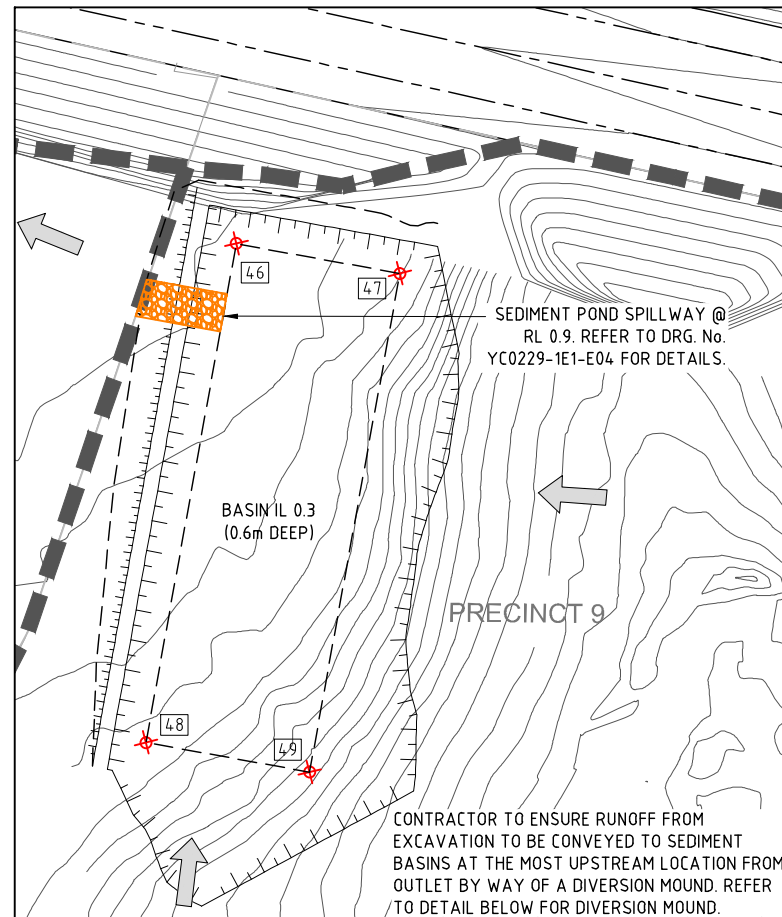 46
47
SEDIMENT POND SPILLWAY @
RL 0.9. REFER TO DRG. No.
YC0229-1E1-E04 FOR DETAILS.
BASIN IL 0.3
(0.6m DEEP)
PRECINCT 9
48
49
CONTRACTOR TO ENSURE RUNOFF FROM
EXCAVATION TO BE CONVEYED TO SEDIMENT
BASINS AT THE MOST UPSTREAM LOCATION FROM
OUTLET BY WAY OF A DIVERSION MOUND. REFER
TO DETAIL BELOW FOR DIVERSION MOUND.